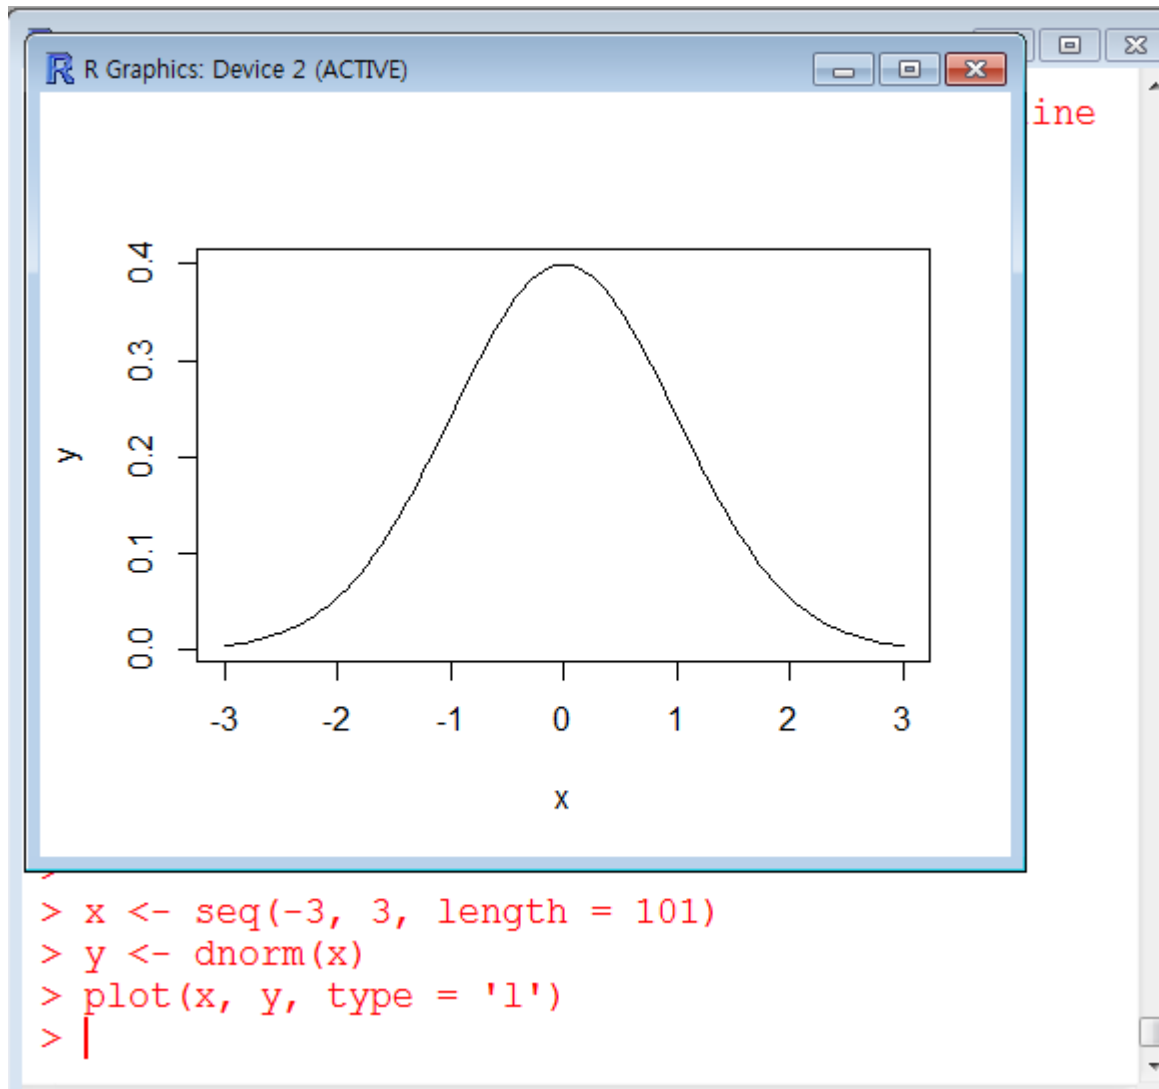 R Graphics: Device 2 (ACTIVE)
ine
0.4
0.3
0.2
0.1
0.0
y
-3 -2 -1 0 1 2 3
x
>
> x <- seq(-3, 3, length = 101)
> y <- dnorm(x)
> plot(x, y, type = 'l')
>